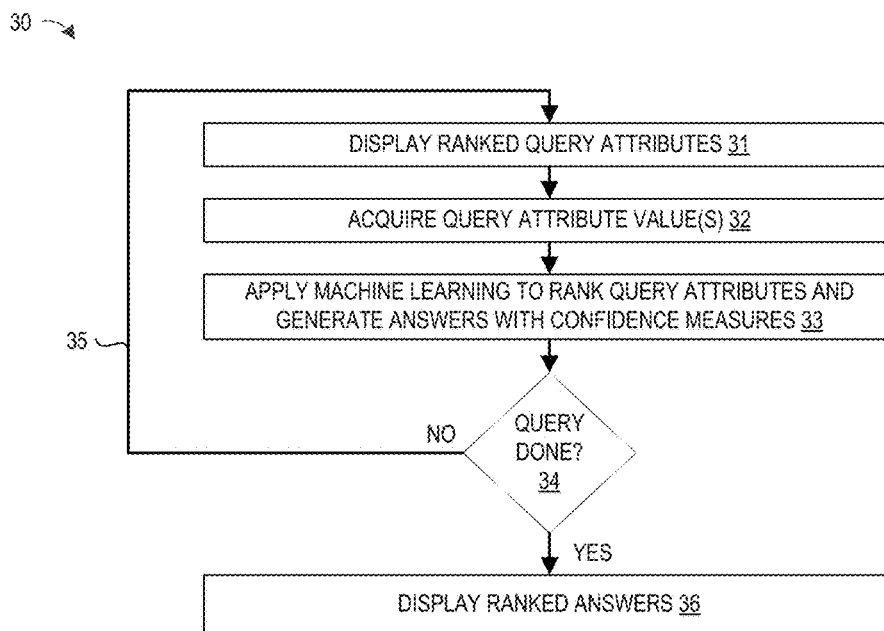 30
DISPLAY RANKED QUERY ATTRIBUTES 31
ACQUIRE QUERY ATTRIBUTE VALUE(S) 32
APPLY MACHINE LEARNING TO RANK QUERY ATTRIBUTES AND
GENERATE ANSWERS WITH CONFIDENCE MEASURES 33
35
NO
QUERY
DONE?
34
YES
DISPLAY RANKED ANSWERS 36